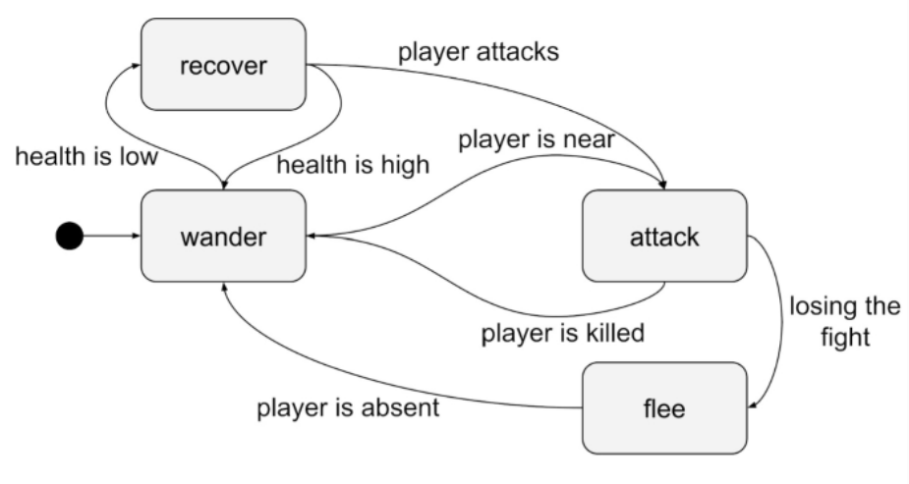 recover
player attacks
player is near
health is low
health is high
wander
attack
losing the
fight
player is killed
player is absent
flee